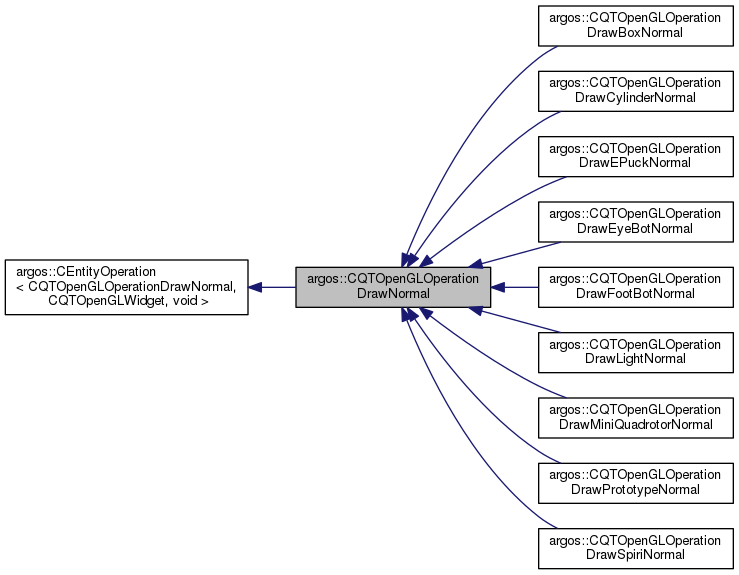 argos::CEntityOperation
< CQTOpenGLOperationDrawNormal,
CQTOpenGLWidget, void >
argos::CQTOpenGLOperation
DrawNormal
argos::CQTOpenGLOperation
DrawBoxNormal
argos::CQTOpenGLOperation
DrawCylinderNormal
argos::CQTOpenGLOperation
DrawEPuckNormal
argos::CQTOpenGLOperation
DrawEyeBotNormal
argos::CQTOpenGLOperation
DrawFootBotNormal
argos::CQTOpenGLOperation
DrawLightNormal
argos::CQTOpenGLOperation
DrawMiniQuadrotorNormal
argos::CQTOpenGLOperation
DrawPrototypeNormal
argos::CQTOpenGLOperation
DrawSpiriNormal